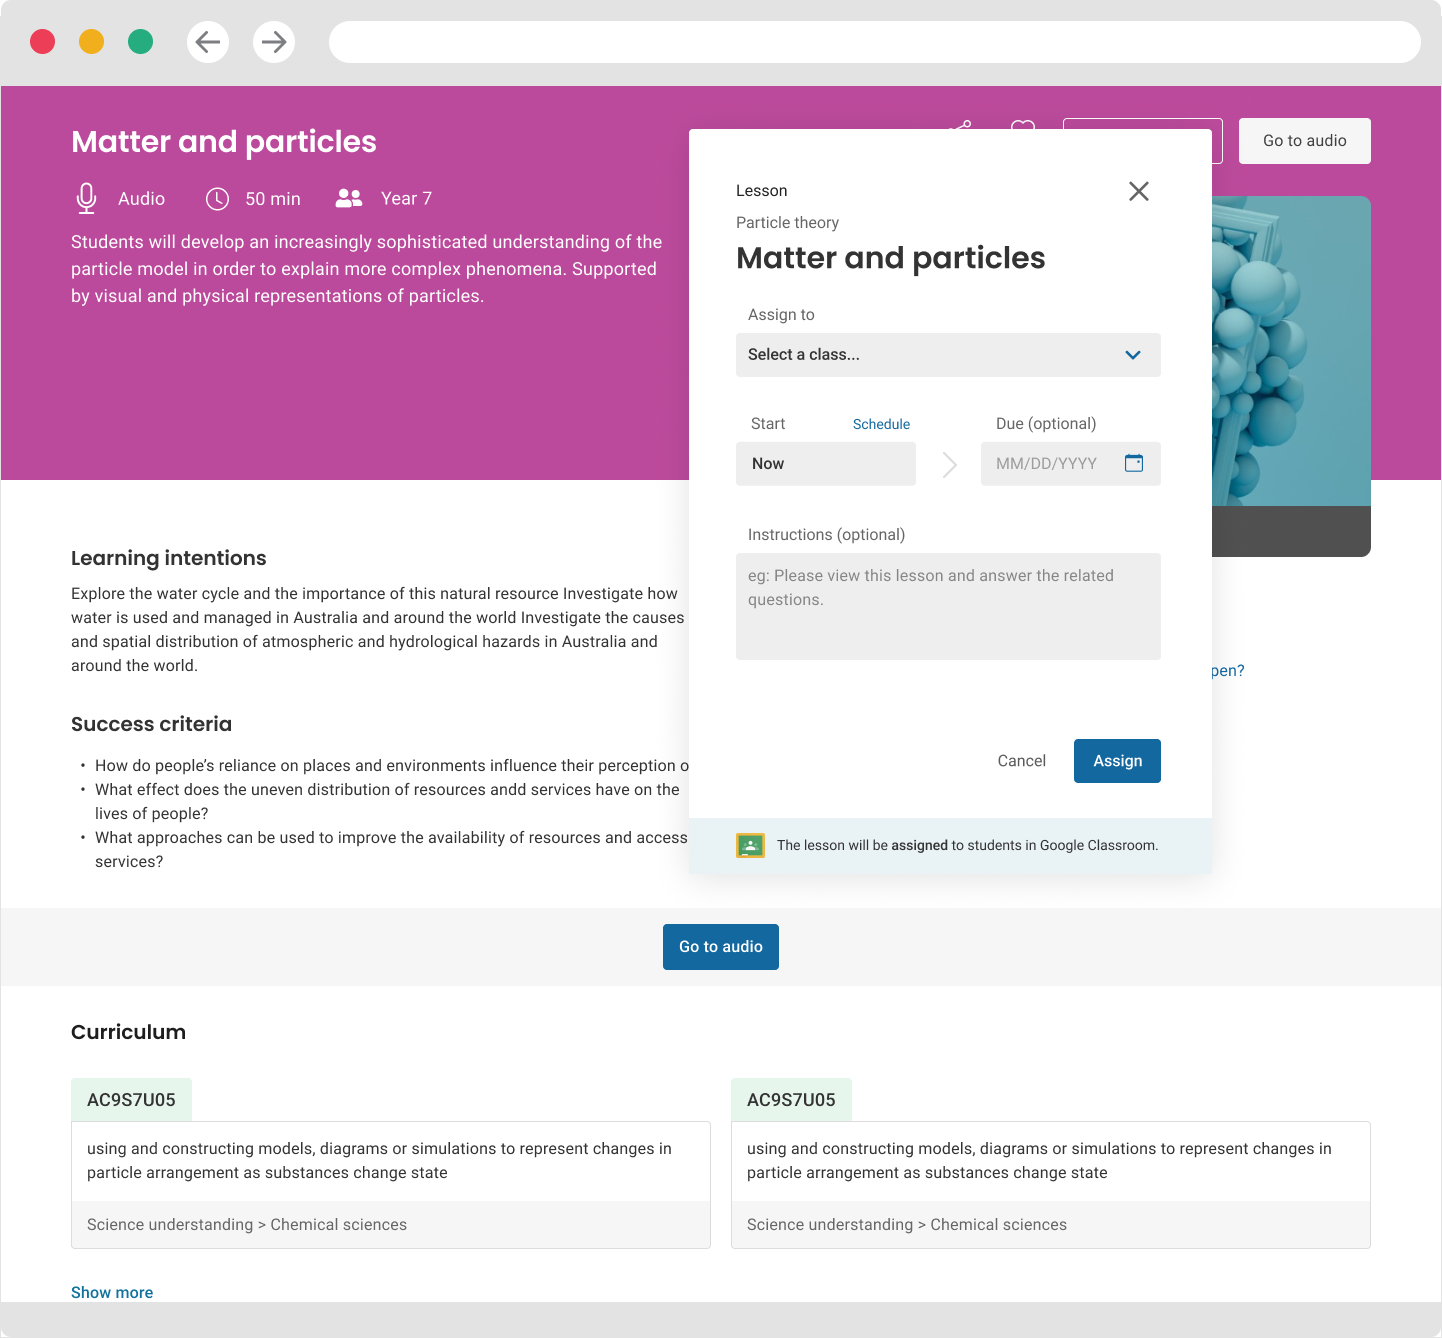 Matter and particles
Audio
50 min
Year 7
Students will develop an increasingly sophisticated understanding of the
particle model in order to explain more complex phenomena. Supported
by visual and physical representations of particles.
Go to audio
Lesson
Particle theory
Matter and particles
Assign to
Select a class...
Start
Schedule
Due (optional)
Now
MM/DD/YYYY
Instructions (optional)
eg: Please view this lesson and answer the related
questions.
Cancel
Assign
The lesson will be assigned to students in Google Classroom.
Learning intentions
Explore the water cycle and the importance of this natural resource Investigate how
water is used and managed in Australia and around the world Investigate the causes
and spatial distribution of atmospheric and hydrological hazards in Australia and
around the world.
pen?
Success criteria
• How do people’s reliance on places and environments influence their perception o
• What effect does the uneven distribution of resources andd services have on the
lives of people?
• What approaches can be used to improve the availability of resources and access
services?
Go to audio
Curriculum
AC9S7U05
using and constructing models, diagrams or simulations to represent changes in
particle arrangement as substances change state
Science understanding > Chemical sciences
AC9S7U05
using and constructing models, diagrams or simulations to represent changes in
particle arrangement as substances change state
Science understanding > Chemical sciences
Show more